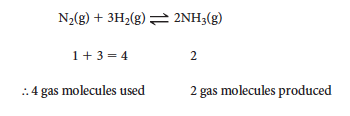 N₂(g) + 3H₂(g) ⇌ 2NH₃(g)
1 + 3 = 4 2
∴ 4 gas molecules used 2 gas molecules produced